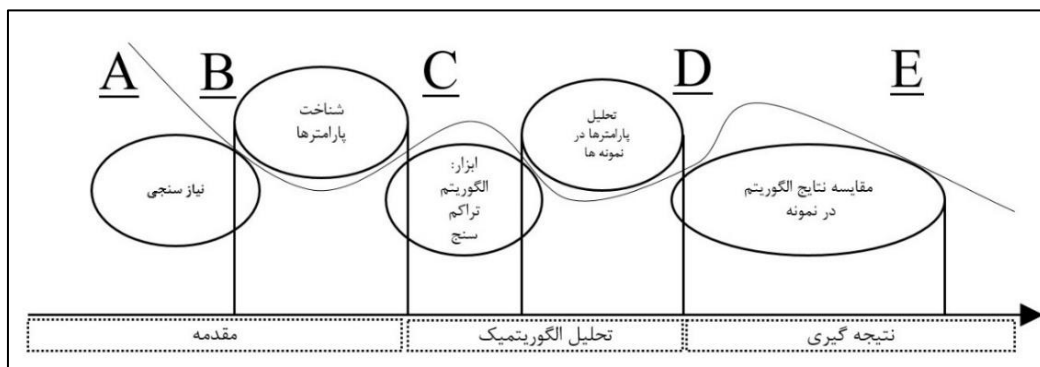 A
B
C
D
E
نیاز سنجی
شناخت
پارامترها
ابزار:
الگوریتم
تراکم
سنج
تحلیل
پارامترها در
نمونه ها
مقایسه نتایج الگوریتم
در نمونه
مقدمه
تحلیل الگوریتمیک
نتیجه گیری